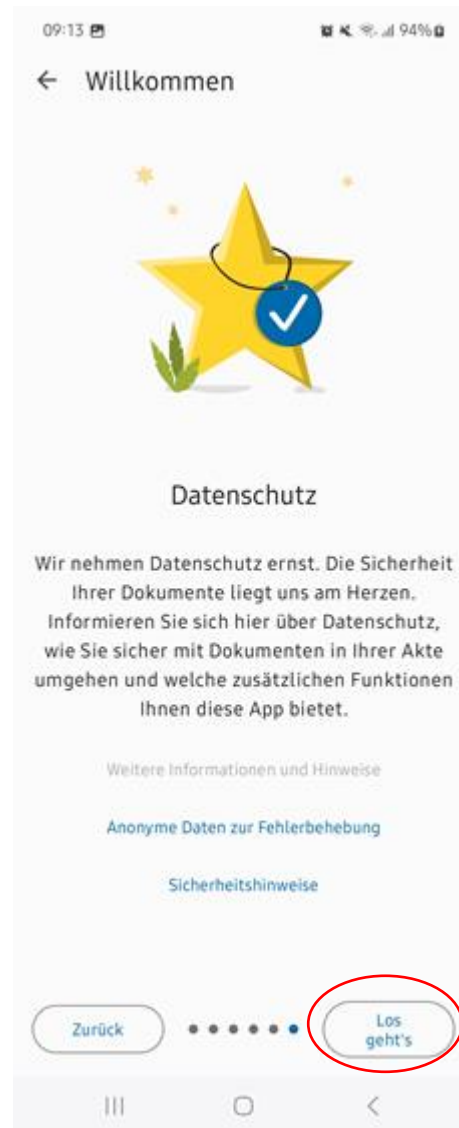 09:13
94%
Willkommen
Datenschutz
Wir nehmen Datenschutz ernst. Die Sicherheit
Ihrer Dokumente liegt uns am Herzen.
Informieren Sie sich hier über Datenschutz,
wie Sie sicher mit Dokumenten in Ihrer Akte
umgehen und welche zusätzlichen Funktionen
Ihnen diese App bietet.
Weitere Informationen und Hinweise
Anonyme Daten zur Fehlerbehebung
Sicherheitshinweise
Zurück
Los
geht's